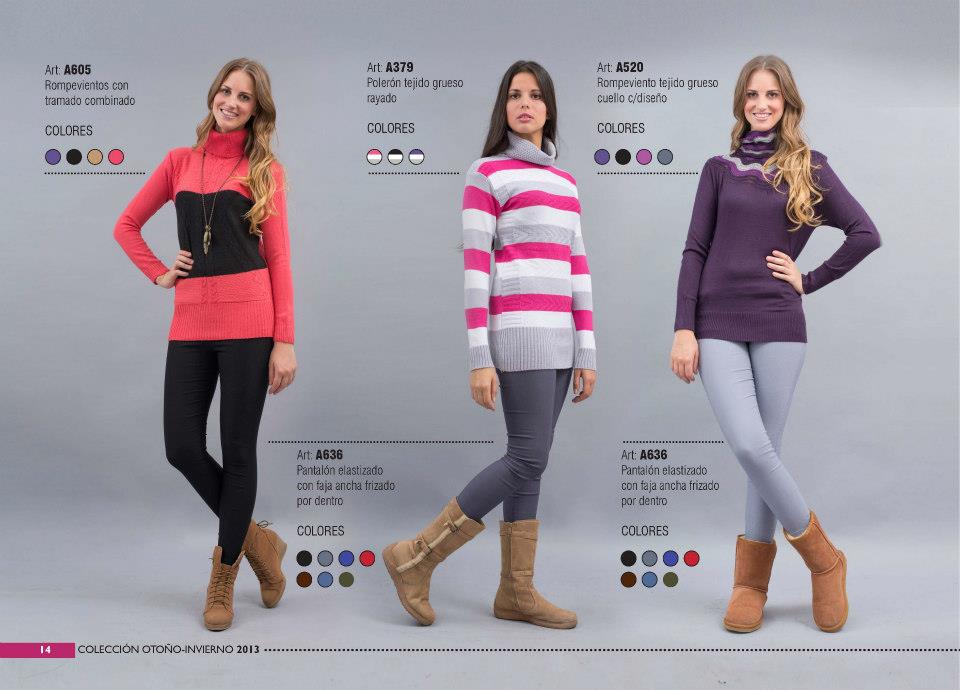 Art: A605
Rompevientos con
tramado combinado
COLORES
Art: A379
Polerón tejido grueso
rayado
COLORES
Art: A520
Rompeviento tejido grueso
cuello c/diseño
COLORES
Art: A636
Pantalón elastizado
con faja ancha frizado
por dentro
COLORES
Art: A636
Pantalón elastizado
con faja ancha frizado
por dentro
COLORES
14 COLECCIÓN OTOÑO-INVIERNO 2013